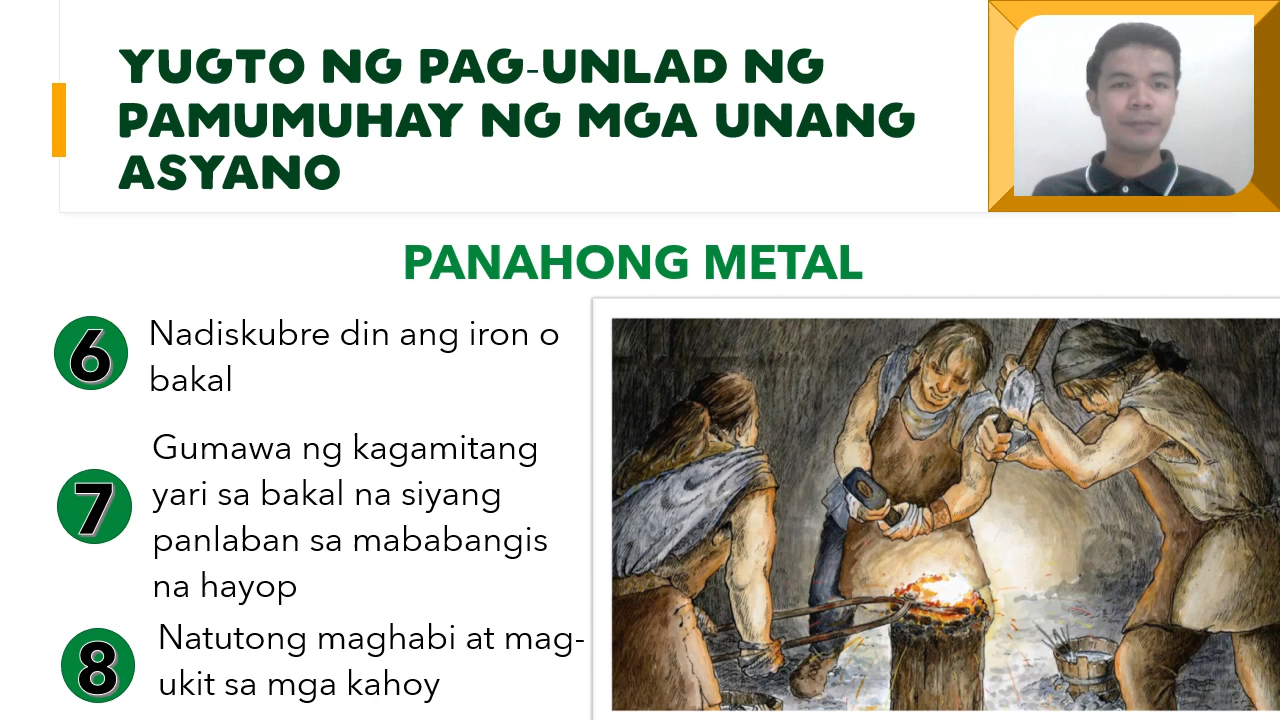 YUGTO NG PAG-UNLAD NG
PAMUMUHAY NG MGA UNANG
ASYANO
PANAHONG METAL
6 Nadiskubre din ang iron o
bakal
7 Gumawa ng kagamitang
yari sa bakal na siyang
panlaban sa mababangis
na hayop
8 Natutong maghabi at mag-
ukit sa mga kahoy